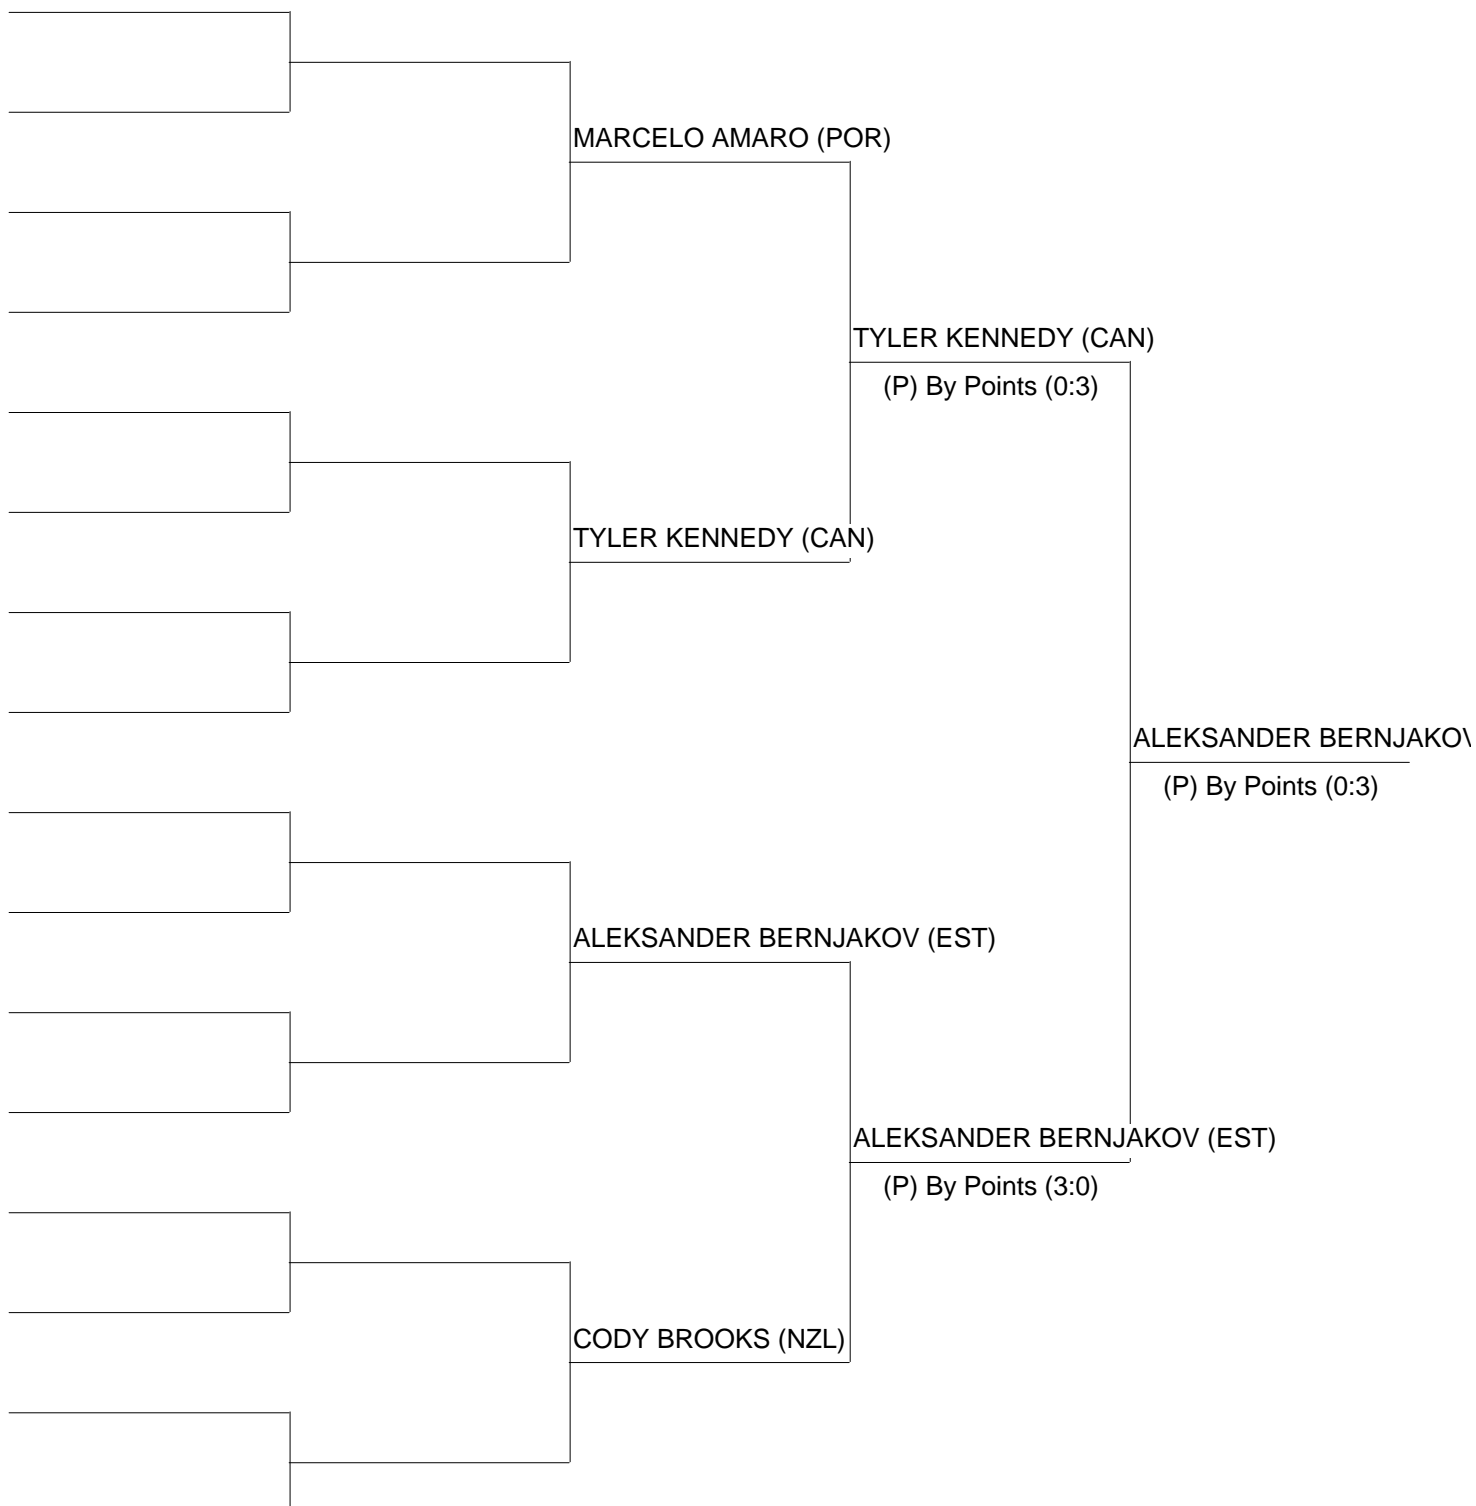 MARCELO AMARO (POR)
TYLER KENNEDY (CAN)
(P) By Points (0:3)
TYLER KENNEDY (CAN)
ALEKSANDER BERNJAKOV
(P) By Points (0:3)
ALEKSANDER BERNJAKOV (EST)
ALEKSANDER BERNJAKOV (EST)
(P) By Points (3:0)
CODY BROOKS (NZL)